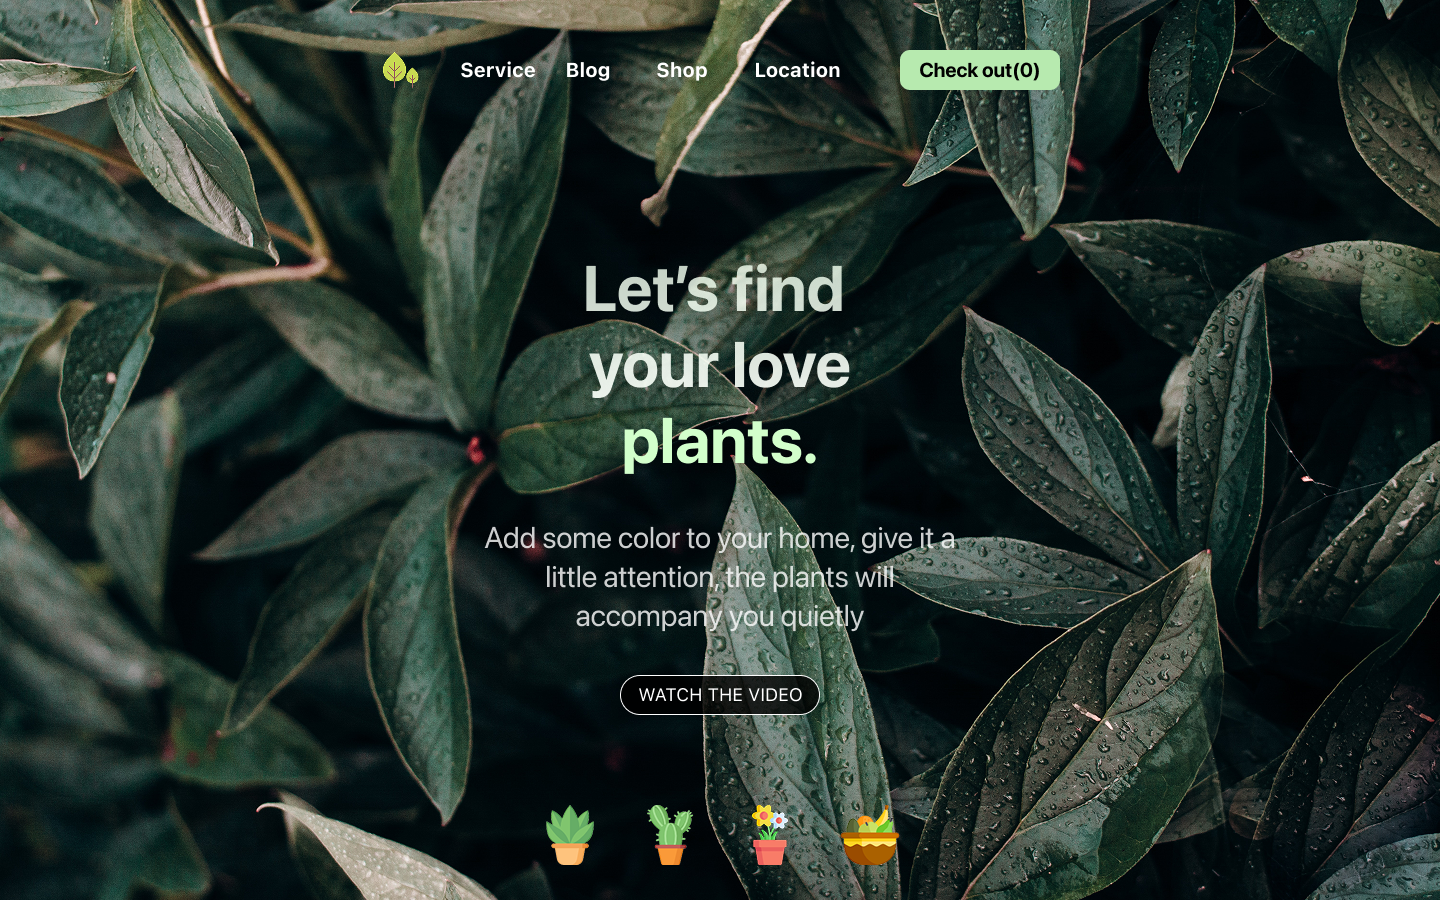 Service Blog Shop Location Check out(0)
Let’s find
your love
plants.
Add some color to your home, give it a
little attention, the plants will
accompany you quietly
WATCH THE VIDEO